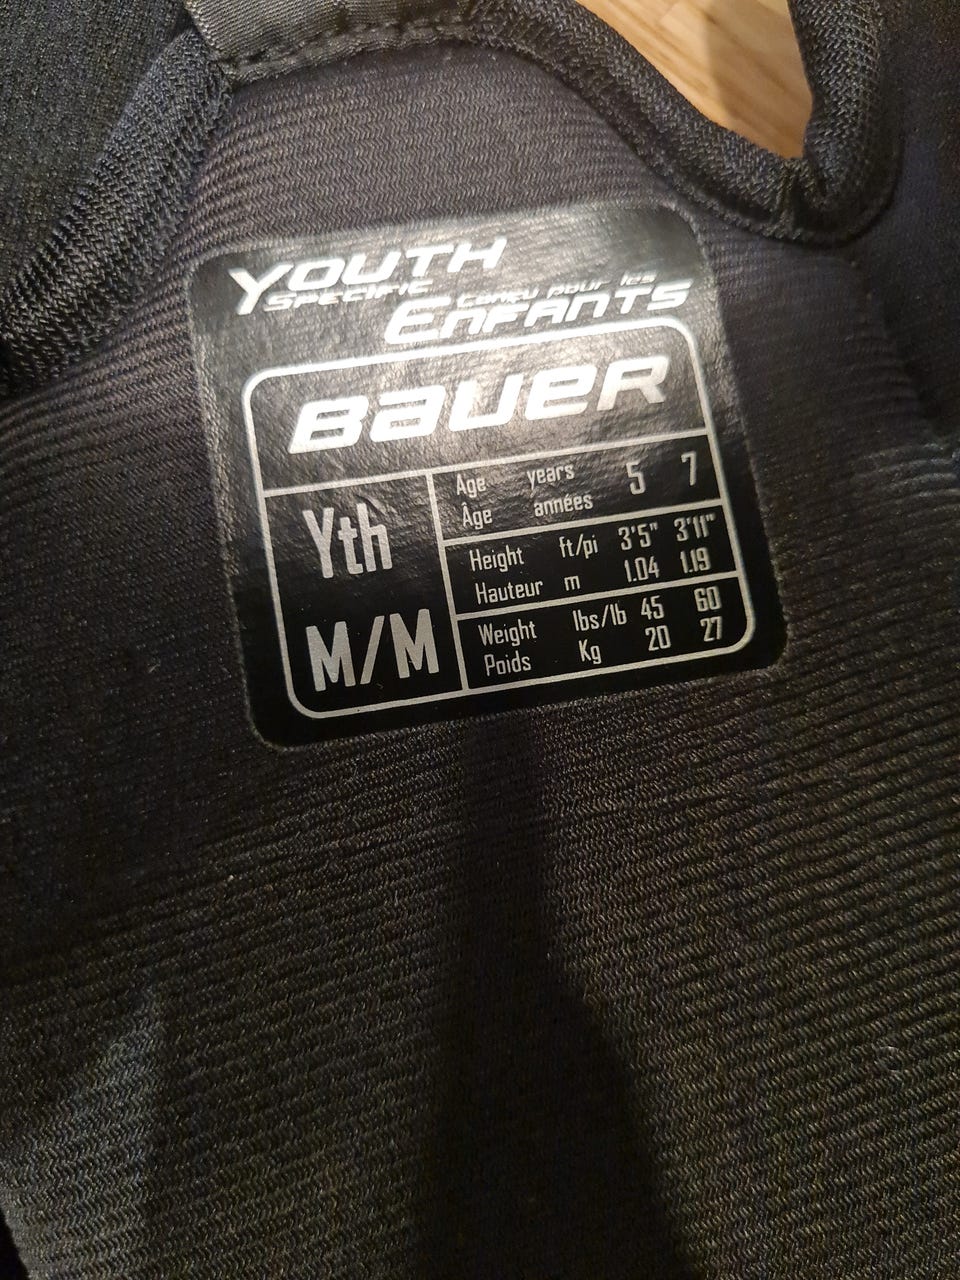 YOUTH
SPECIFIC conçu pour les
ENFANTS
BAUER
Yth
M/M
Age years 5 7
Âge années
Height ft/pi 3'5" 3'11"
Hauteur m 1.04 1.19
Weight lbs/lb 45 60
Poids Kg 20 27